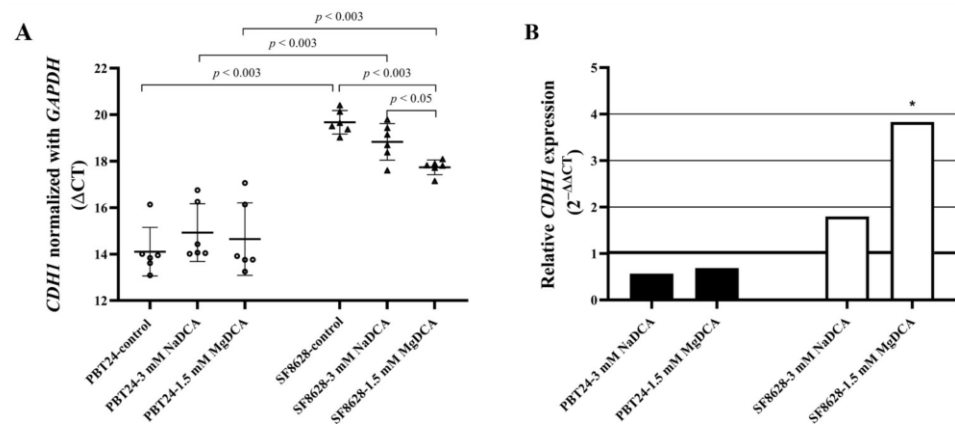 A
B
p < 0.003
p < 0.003
p < 0.003
p < 0.003
p < 0.05
CDH1 normalized with GAPDH
(ΔCT)
22
20
18
16
14
12
PBT24-control
PBT24-3 mM NaDCA
PBT24-1.5 mM MgDCA
SF8628-control
SF8628-3 mM NaDCA
SF8628-1.5 mM MgDCA
Relative CDH1 expression
(2^−ΔΔCT)
5
4
3
2
1
0
*
PBT24-3 mM NaDCA
PBT24-1.5 mM MgDCA
SF8628-3 mM NaDCA
SF8628-1.5 mM MgDCA